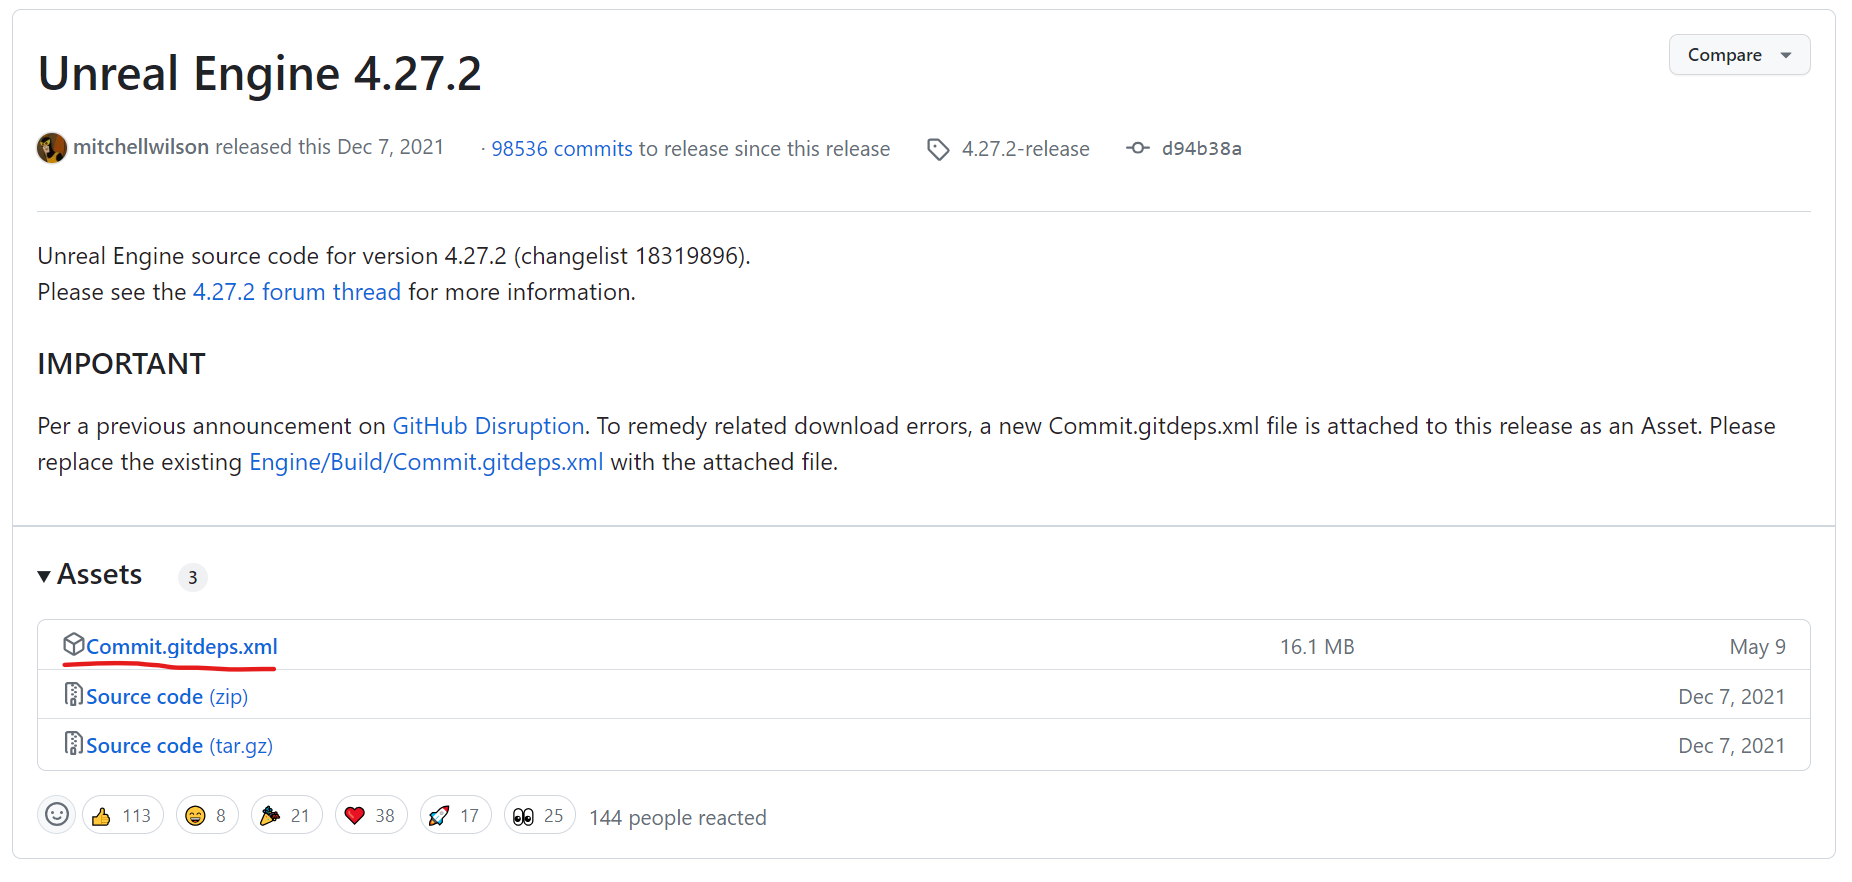 Unreal Engine 4.27.2
Compare
mitchellwilson released this Dec 7, 2021 · 98536 commits to release since this release 4.27.2-release d94b38a
Unreal Engine source code for version 4.27.2 (changelist 18319896).
Please see the 4.27.2 forum thread for more information.
IMPORTANT
Per a previous announcement on GitHub Disruption. To remedy related download errors, a new Commit.gitdeps.xml file is attached to this release as an Asset. Please
replace the existing Engine/Build/Commit.gitdeps.xml with the attached file.
Assets 3
Commit.gitdeps.xml 16.1 MB May 9
Source code (zip) Dec 7, 2021
Source code (tar.gz) Dec 7, 2021
113 8 21 38 17 25 144 people reacted